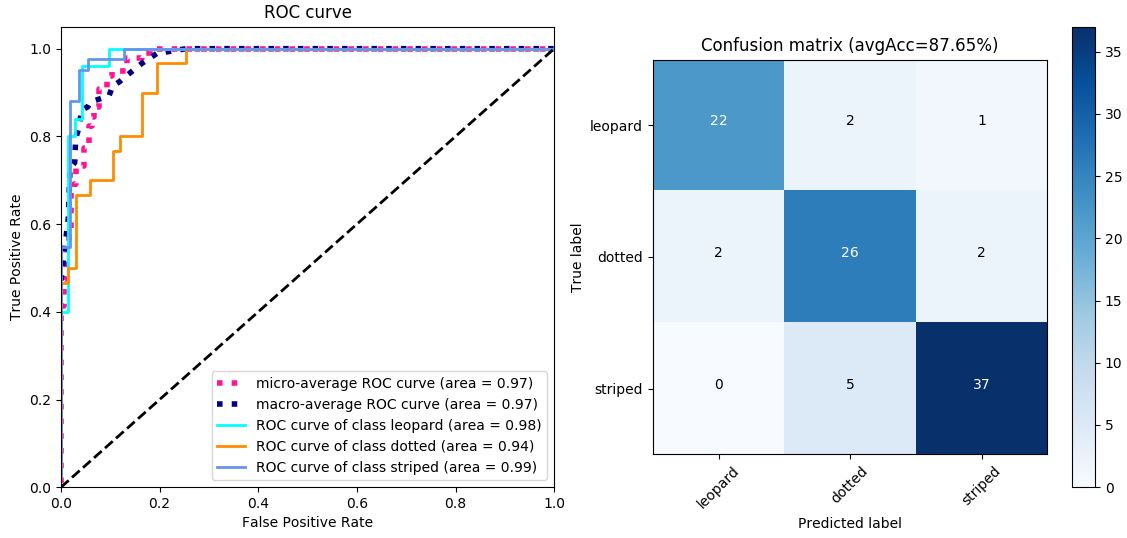 ROC curve
1.0
0.8
0.6
0.4
0.2
0.0
True Positive Rate
0.0 0.2 0.4 0.6 0.8 1.0
False Positive Rate
micro-average ROC curve (area = 0.97)
macro-average ROC curve (area = 0.97)
ROC curve of class leopard (area = 0.98)
ROC curve of class dotted (area = 0.94)
ROC curve of class striped (area = 0.99)
Confusion matrix (avgAcc=87.65%)
True label
leopard 22 2 1
dotted 2 26 2
striped 0 5 37
leopard dotted striped
Predicted label
35
30
25
20
15
10
5
0